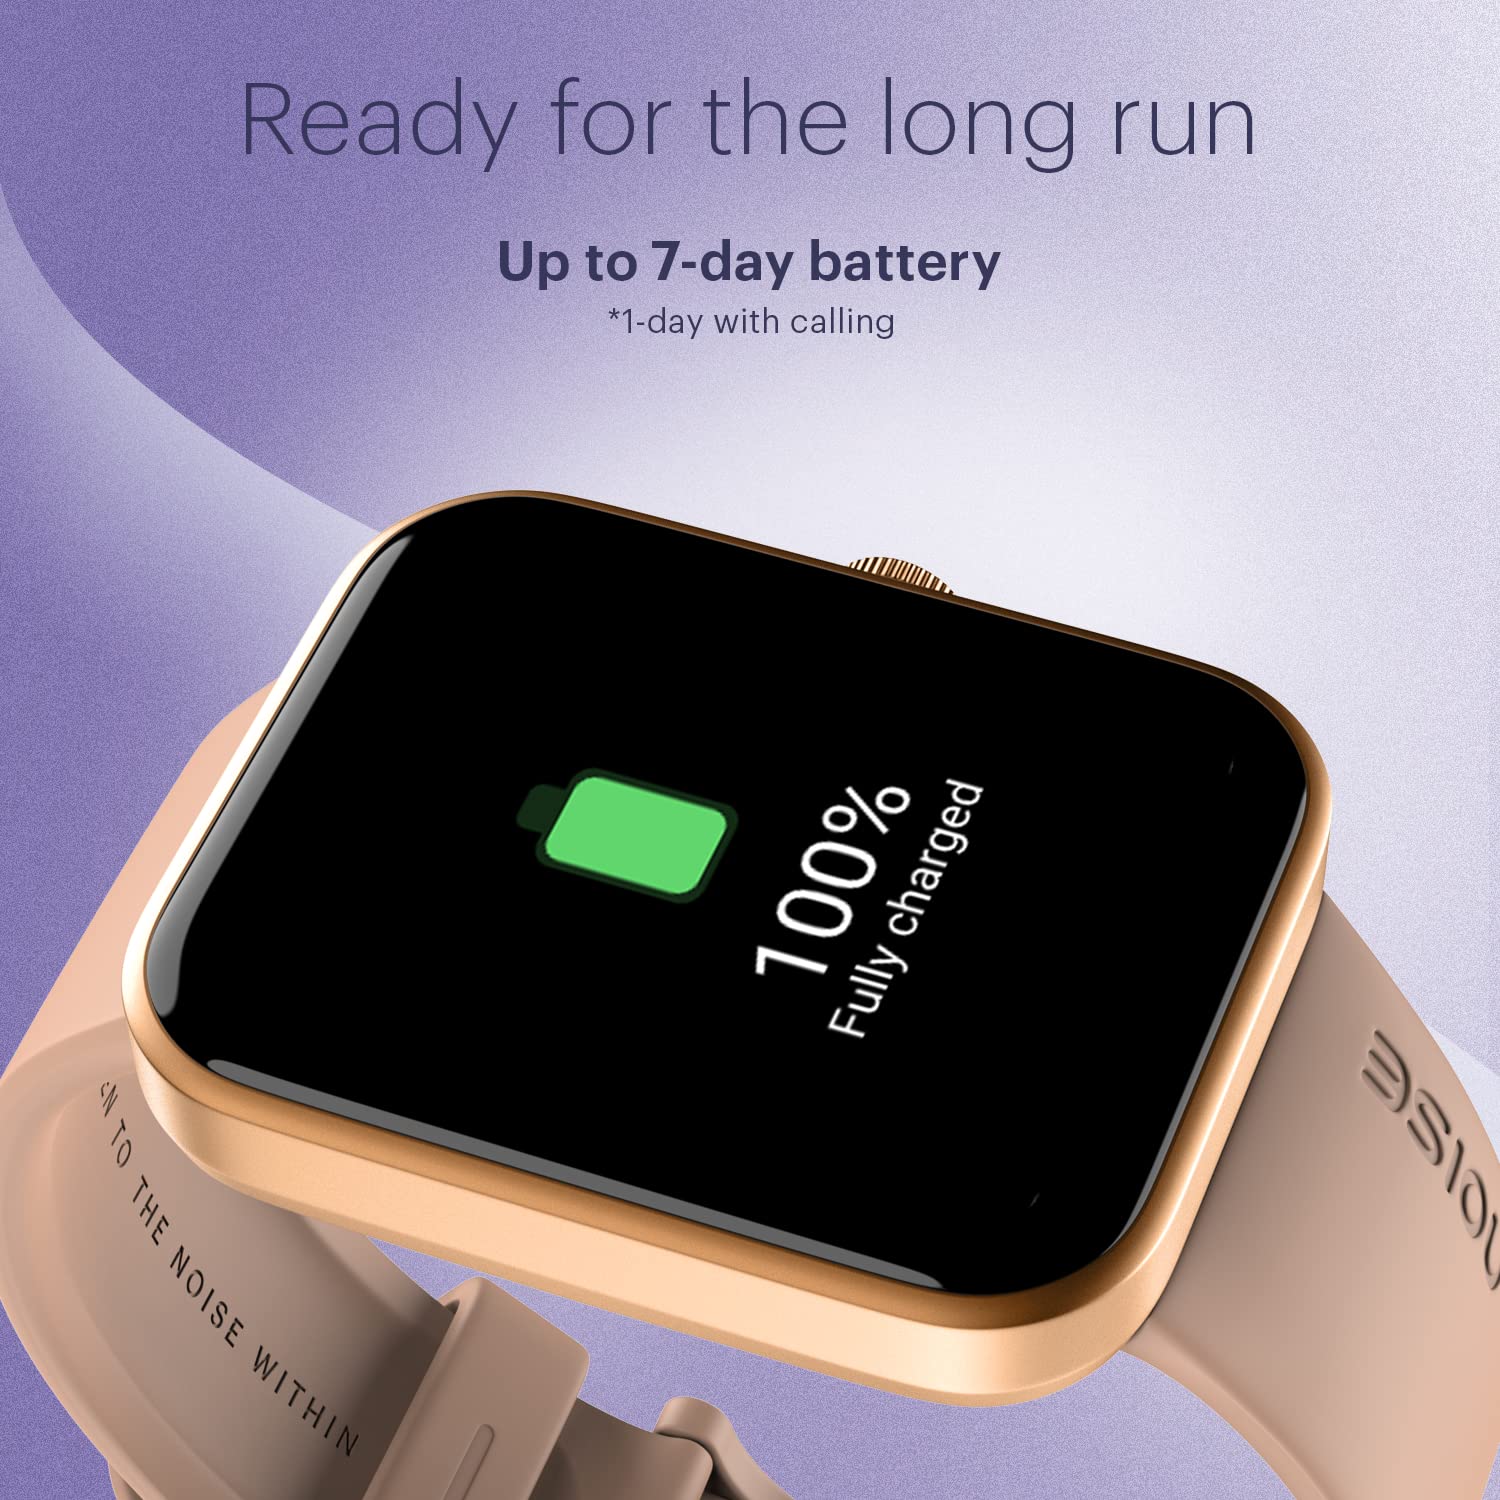 Ready for the long run
Up to 7-day battery
*1-day with calling
100%
Fully charged
TO THE NOISE WITHIN
noise